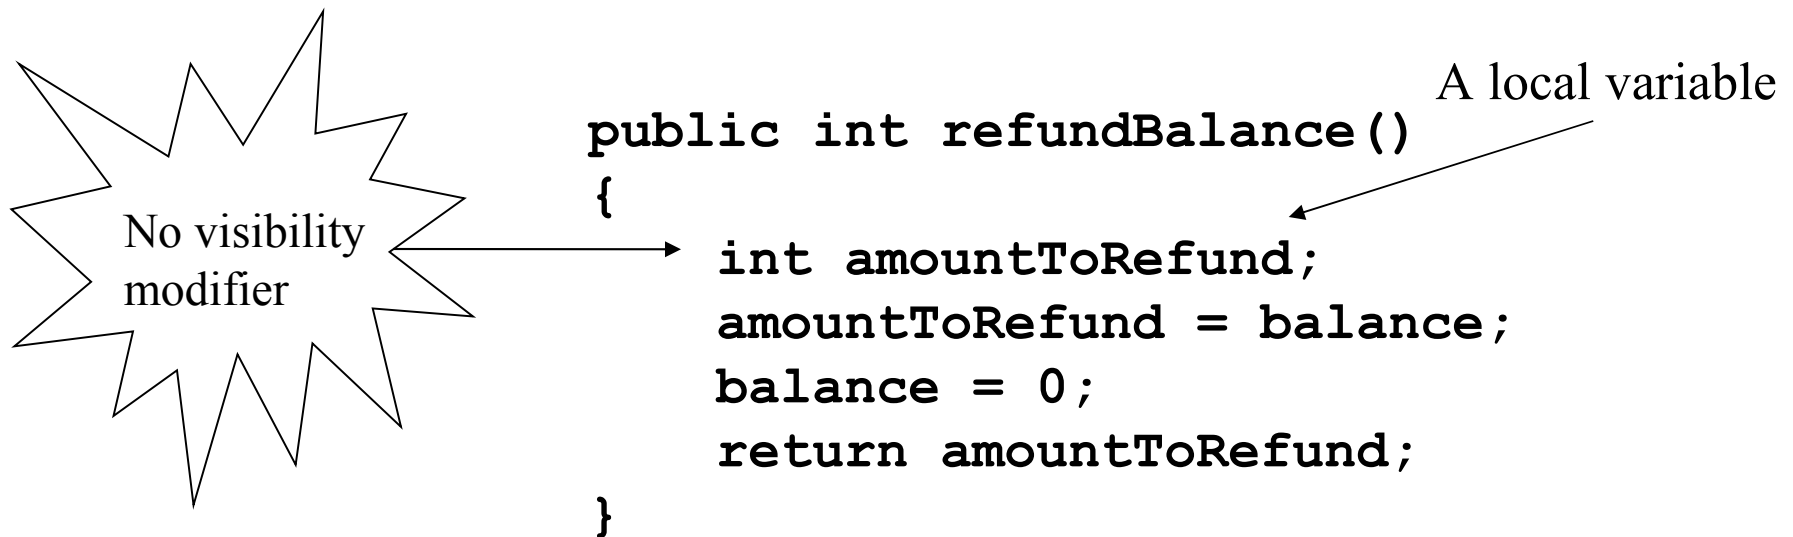 A local variable
public int refundBalance()
{
No visibility
modifier
int amountToRefund;
amountToRefund = balance;
balance = 0;
return amountToRefund;
}